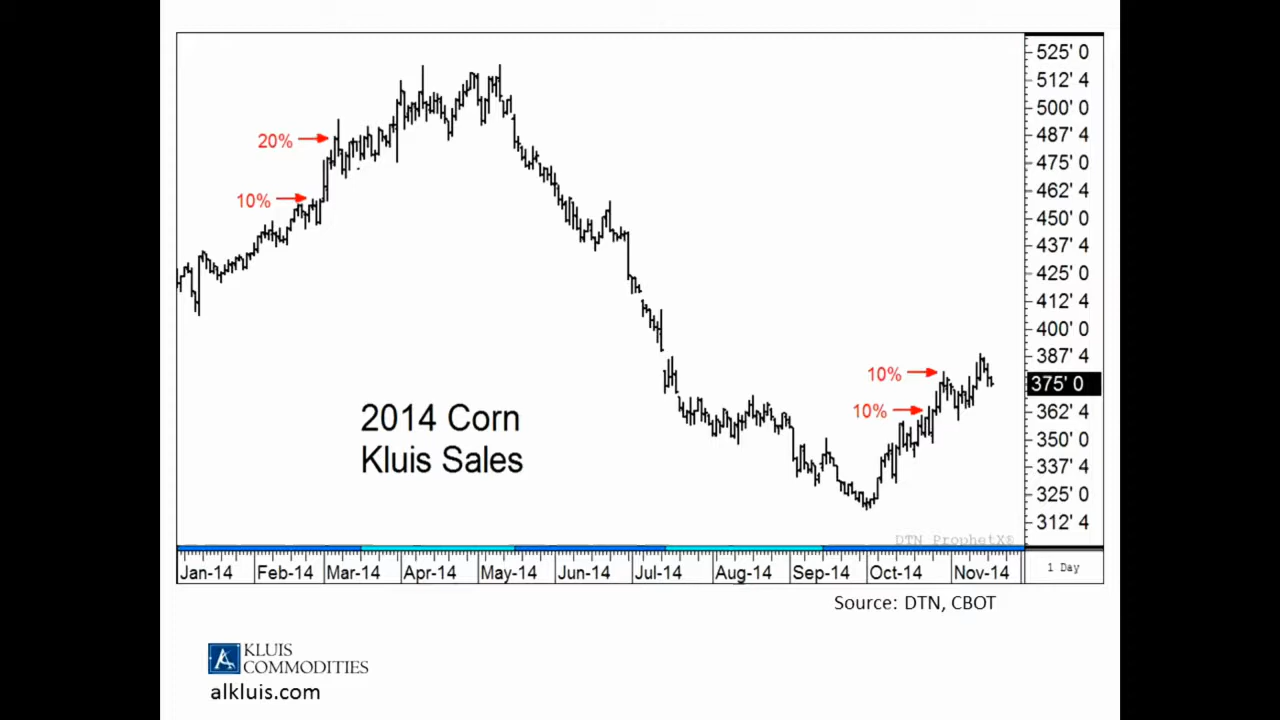 525' 0
512' 4
500' 0
487' 4
475' 0
462' 4
450' 0
437' 4
425' 0
412' 4
400' 0
387' 4
375' 0
362' 4
350' 0
337' 4
325' 0
312' 4
20%
10%
10%
10%
2014 Corn
Kluis Sales
DTN ProphetX®
Jan-14 Feb-14 Mar-14 Apr-14 May-14 Jun-14 Jul-14 Aug-14 Sep-14 Oct-14 Nov-14 1 Day
Source: DTN, CBOT
KLUIS
COMMODITIES
alkluis.com